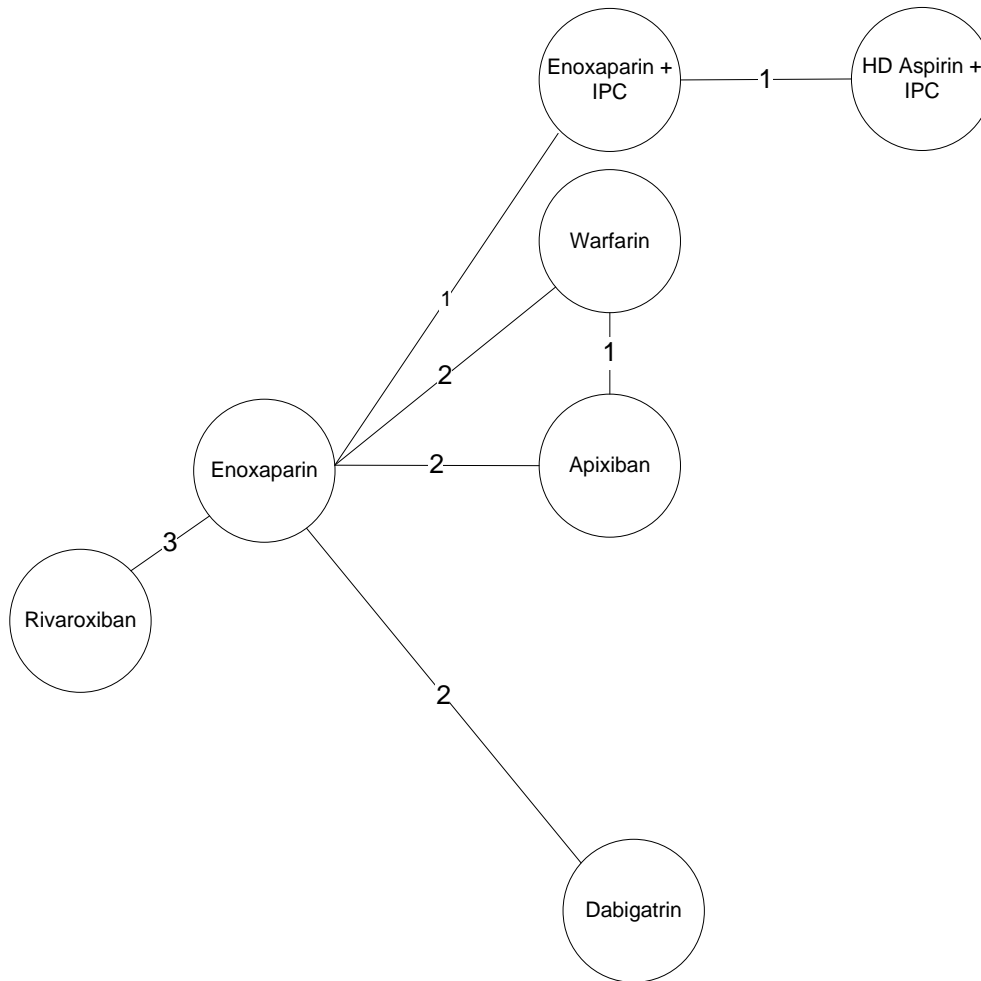 Enoxaparin +
IPC
1
HD Aspirin +
IPC
Warfarin
1
2
1
Enoxaparin
2
Apixiban
3
Rivaroxiban
2
Dabigatrin